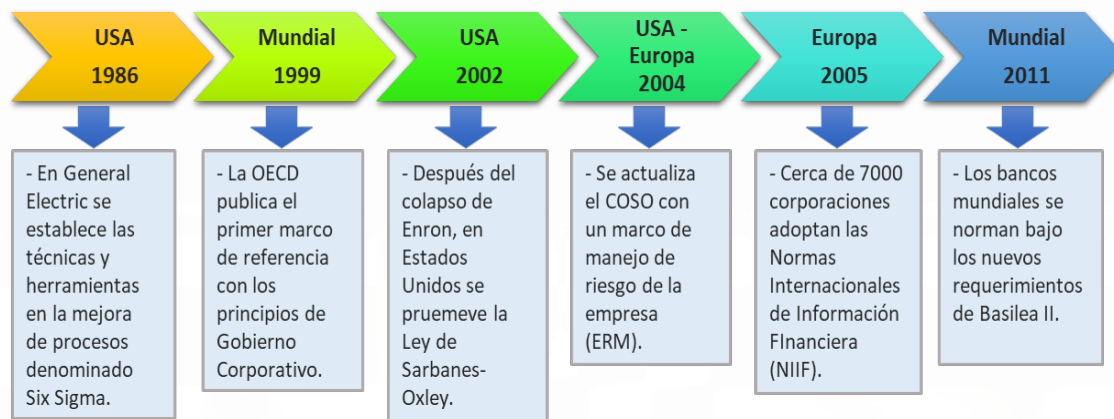 USA
1986
Mundial
1999
USA
2002
USA -
Europa
2004
Europa
2005
Mundial
2011
- En General
Electric se
establece las
técnicas y
herramientas
en la mejora
de procesos
denominado
Six Sigma.
- La OECD
publica el
primer marco
de referencia
con los
principios de
Gobierno
Corporativo.
- Después del
colapso de
Enron, en
Estados
Unidos se
pruemeve la
Ley de
Sarbanes-
Oxley.
- Se actualiza
el COSO con
un marco de
manejo de
riesgo de la
empresa
(ERM).
- Cerca de 7000
corporaciones
adoptan las
Normas
Internacionales
de Información
FInanciera
(NIIF).
- Los bancos
mundiales se
norman bajo
los nuevos
requerimientos
de Basilea II.